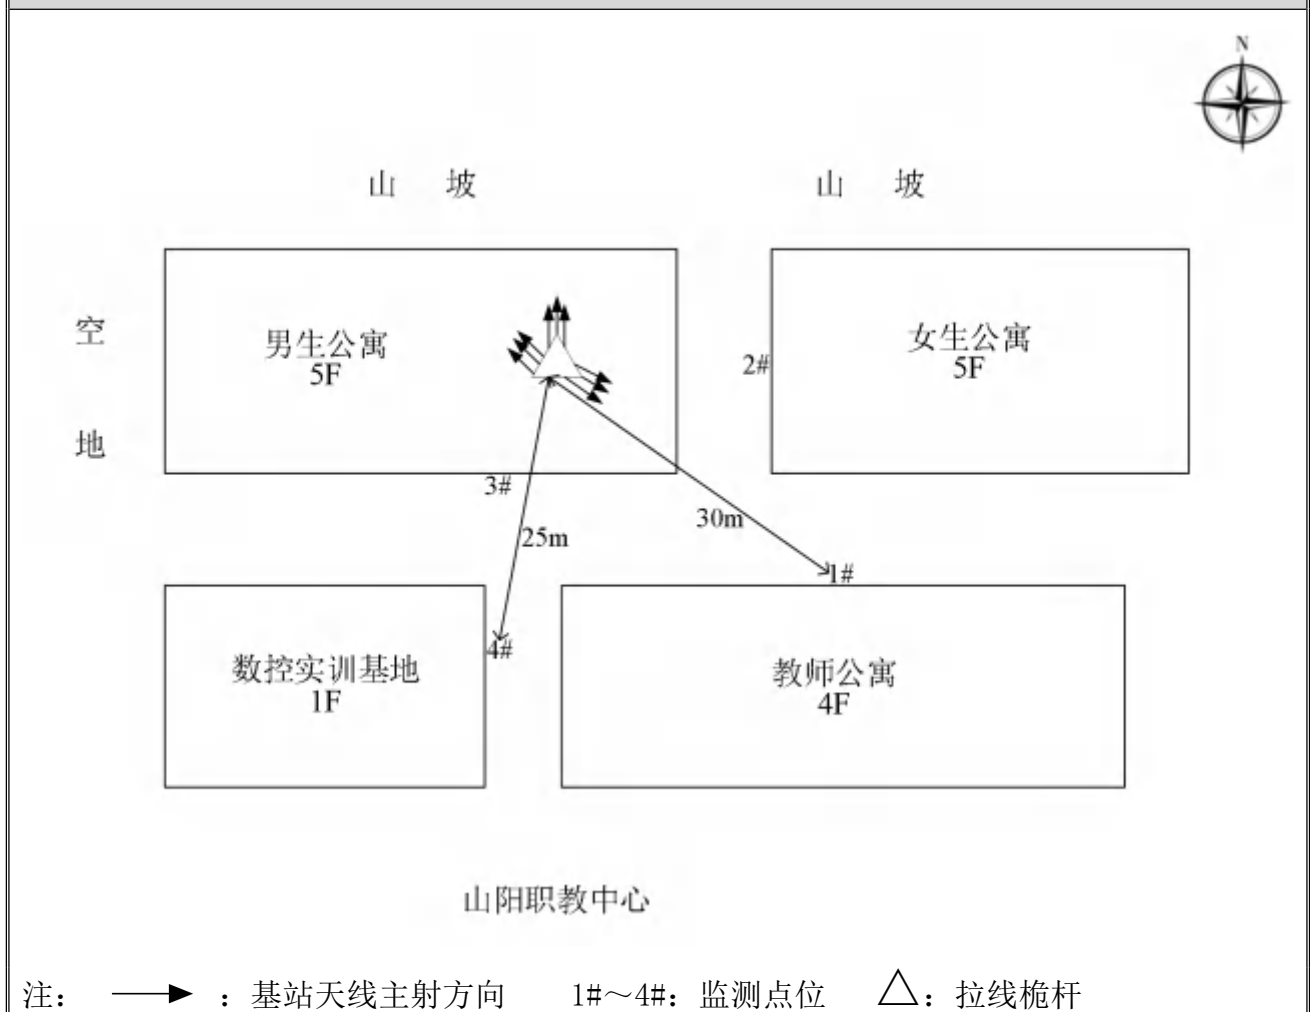 N
山 坡
山 坡
空
地
男生公寓
5F
女生公寓
5F
2#
3#
25m
30m
1#
4#
数控实训基地
1F
教师公寓
4F
山阳职教中心
注： ：基站天线主射方向 1#～4#：监测点位 △：拉线桅杆